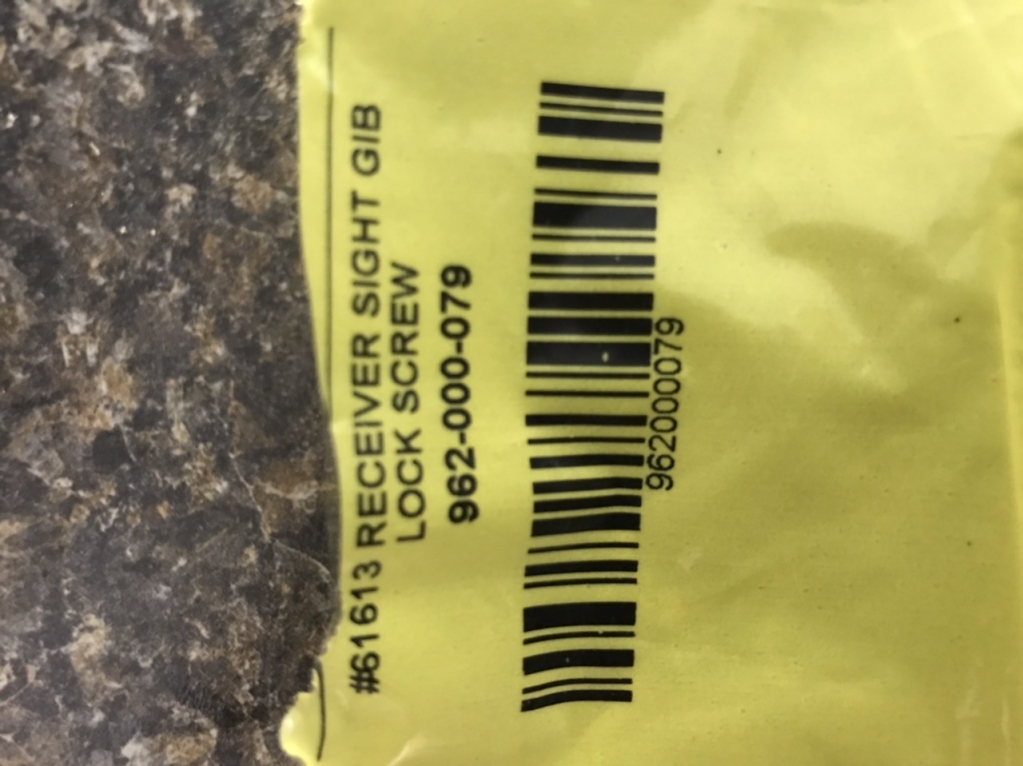 #61613 RECEIVER SIGHT GIB
LOCK SCREW
962-000-079
962000079